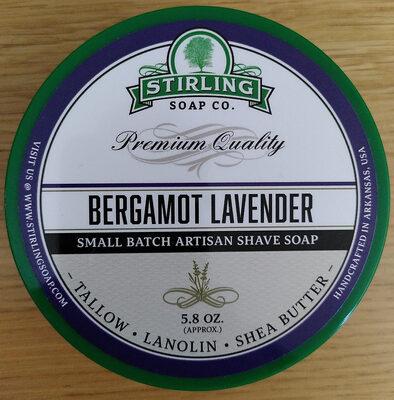 STIRLING
SOAP CO.
Premium Quality
BERGAMOT LAVENDER
SMALL BATCH ARTISAN SHAVE SOAP
5.8 OZ.
(APPROX.)
- TALLOW · LANOLIN · SHEA BUTTER -
VISIT US @ WWW.STIRLINGSOAP.COM
HANDCRAFTED IN ARKANSAS, USA